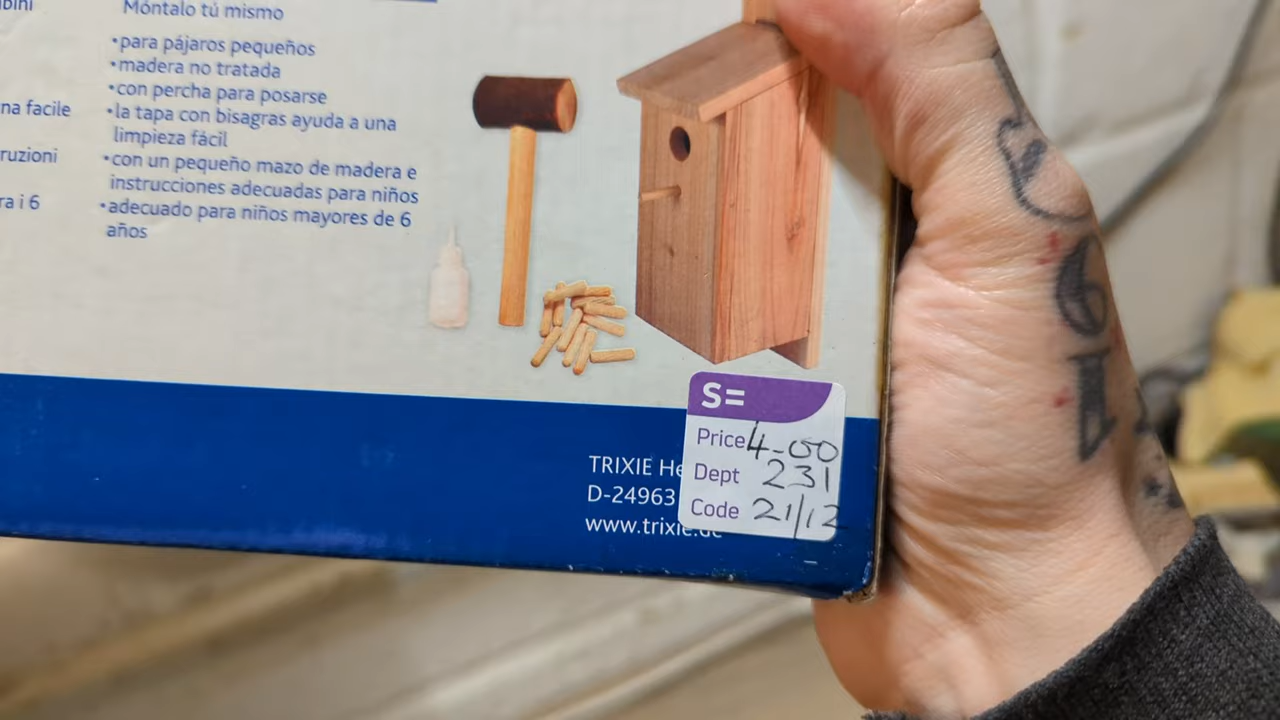 bini
na facile
ruzioni
ra i 6
Móntalo tú mismo
•para pájaros pequeños
•madera no tratada
•con percha para posarse
•la tapa con bisagras ayuda a una
limpieza fácil
•con un pequeño mazo de madera e
instrucciones adecuadas para niños
•adecuado para niños mayores de 6
años
TRIXIE He
D-24963
www.trixie.de
S=
Price 4-00
Dept 231
Code 21/12